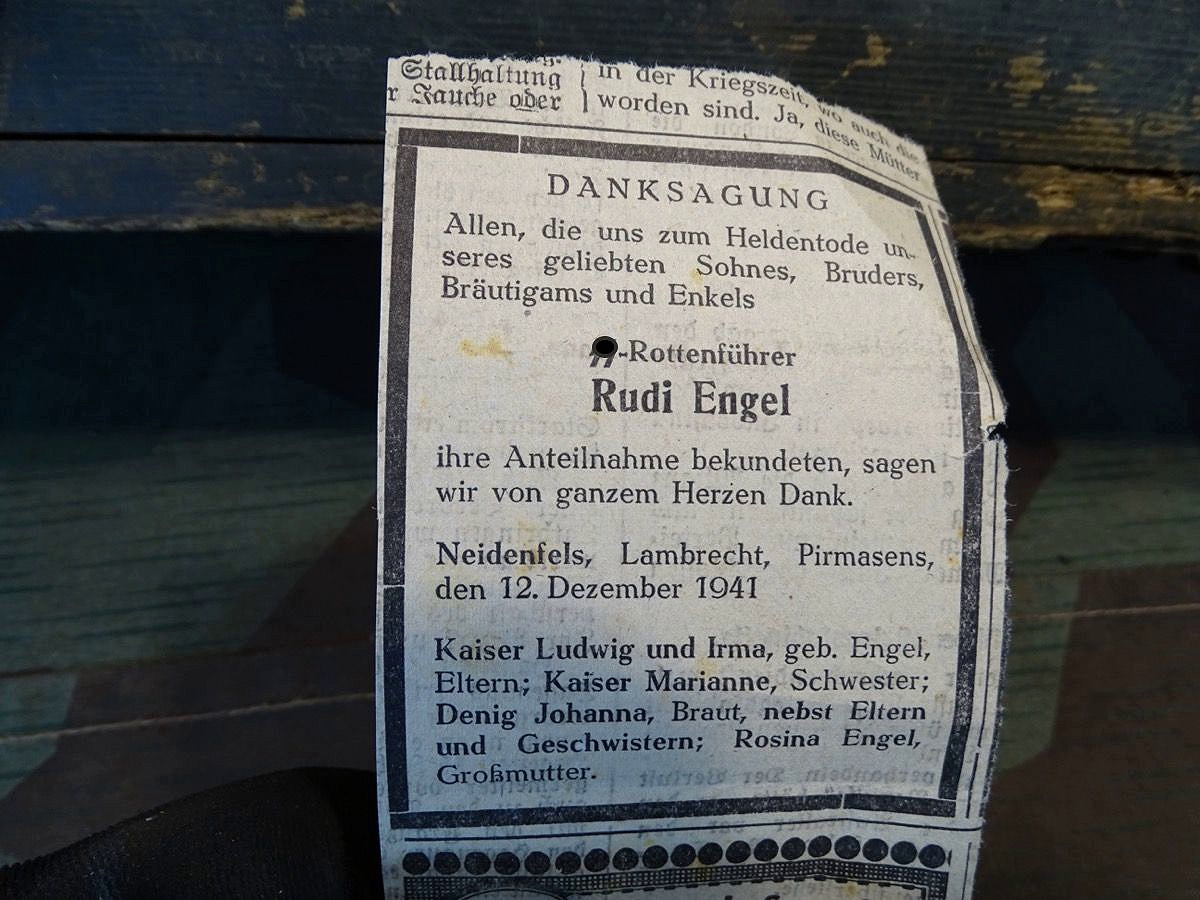 Stallhaltung
r Jauche oder
in der Kriegszeit, wo auch die
worden sind. Ja, diese Mütter
DANKSAGUNG
Allen, die uns zum Heldentode un-
seres geliebten Sohnes, Bruders,
Bräutigams und Enkels
-Rottenführer
Rudi Engel
ihre Anteilnahme bekundeten, sagen
wir von ganzem Herzen Dank.
Neidenfels, Lambrecht, Pirmasens,
den 12. Dezember 1941
Kaiser Ludwig und Irma, geb. Engel,
Eltern; Kaiser Marianne, Schwester;
Denig Johanna, Braut, nebst Eltern
und Geschwistern; Rosina Engel,
Großmutter.